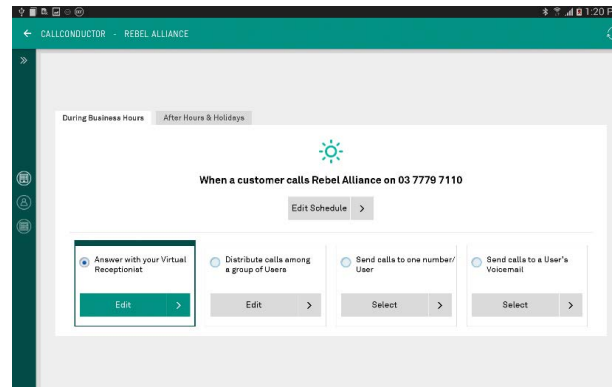 1:20 P
CALLCONDUCTOR - REBEL ALLIANCE
During Business Hours After Hours & Holidays
When a customer calls Rebel Alliance on 03 7779 7110
Edit Schedule
Answer with your Virtual Receptionist
Distribute calls among a group of Users
Send calls to one number/ User
Send calls to a User's Voicemail
Edit Edit Select Select